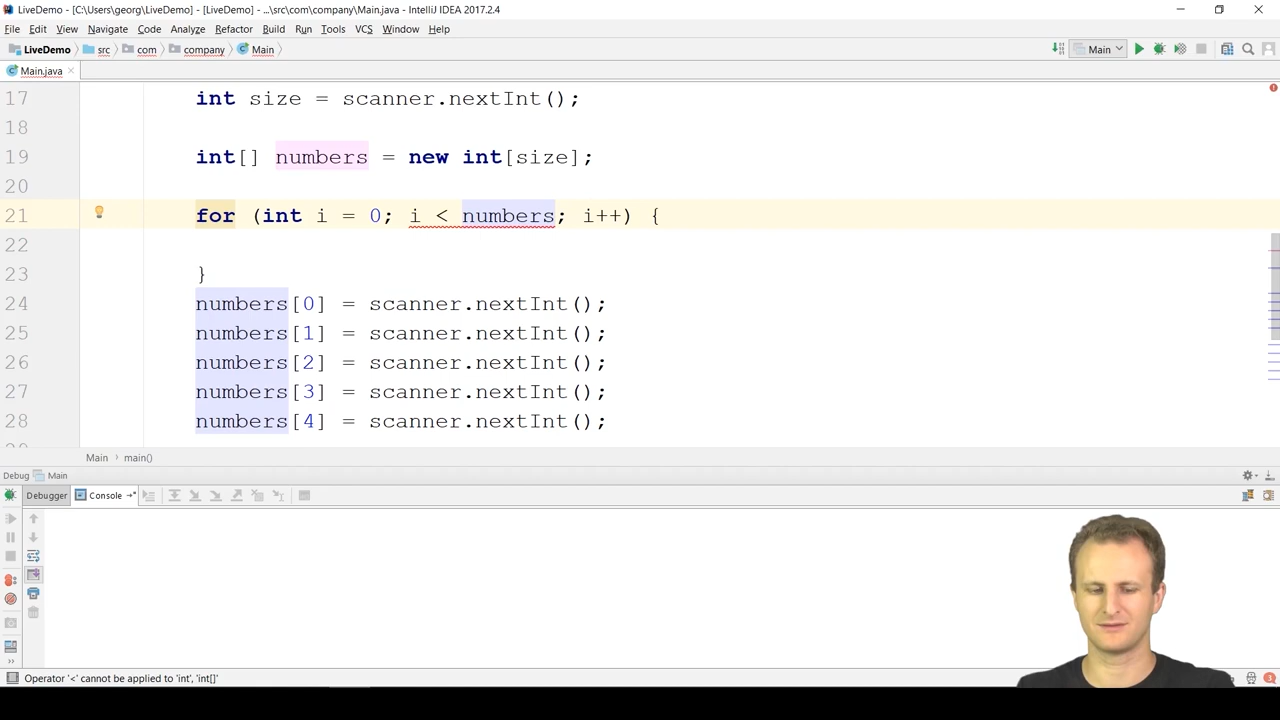 LiveDemo - [C:\Users\georg\LiveDemo] - [LiveDemo] - ...\src\com\company\Main.java - IntelliJ IDEA 2017.2.4
File Edit View Navigate Code Analyze Refactor Build Run Tools VCS Window Help
LiveDemo src com company Main Main
Main.java
17 int size = scanner.nextInt();
18
19 int[] numbers = new int[size];
20
21 for (int i = 0; i < numbers; i++) {
22
23 }
24 numbers[0] = scanner.nextInt();
25 numbers[1] = scanner.nextInt();
26 numbers[2] = scanner.nextInt();
27 numbers[3] = scanner.nextInt();
28 numbers[4] = scanner.nextInt();
Main main()
Debug Main
Debugger Console
Operator '<' cannot be applied to 'int', 'int[]'
3